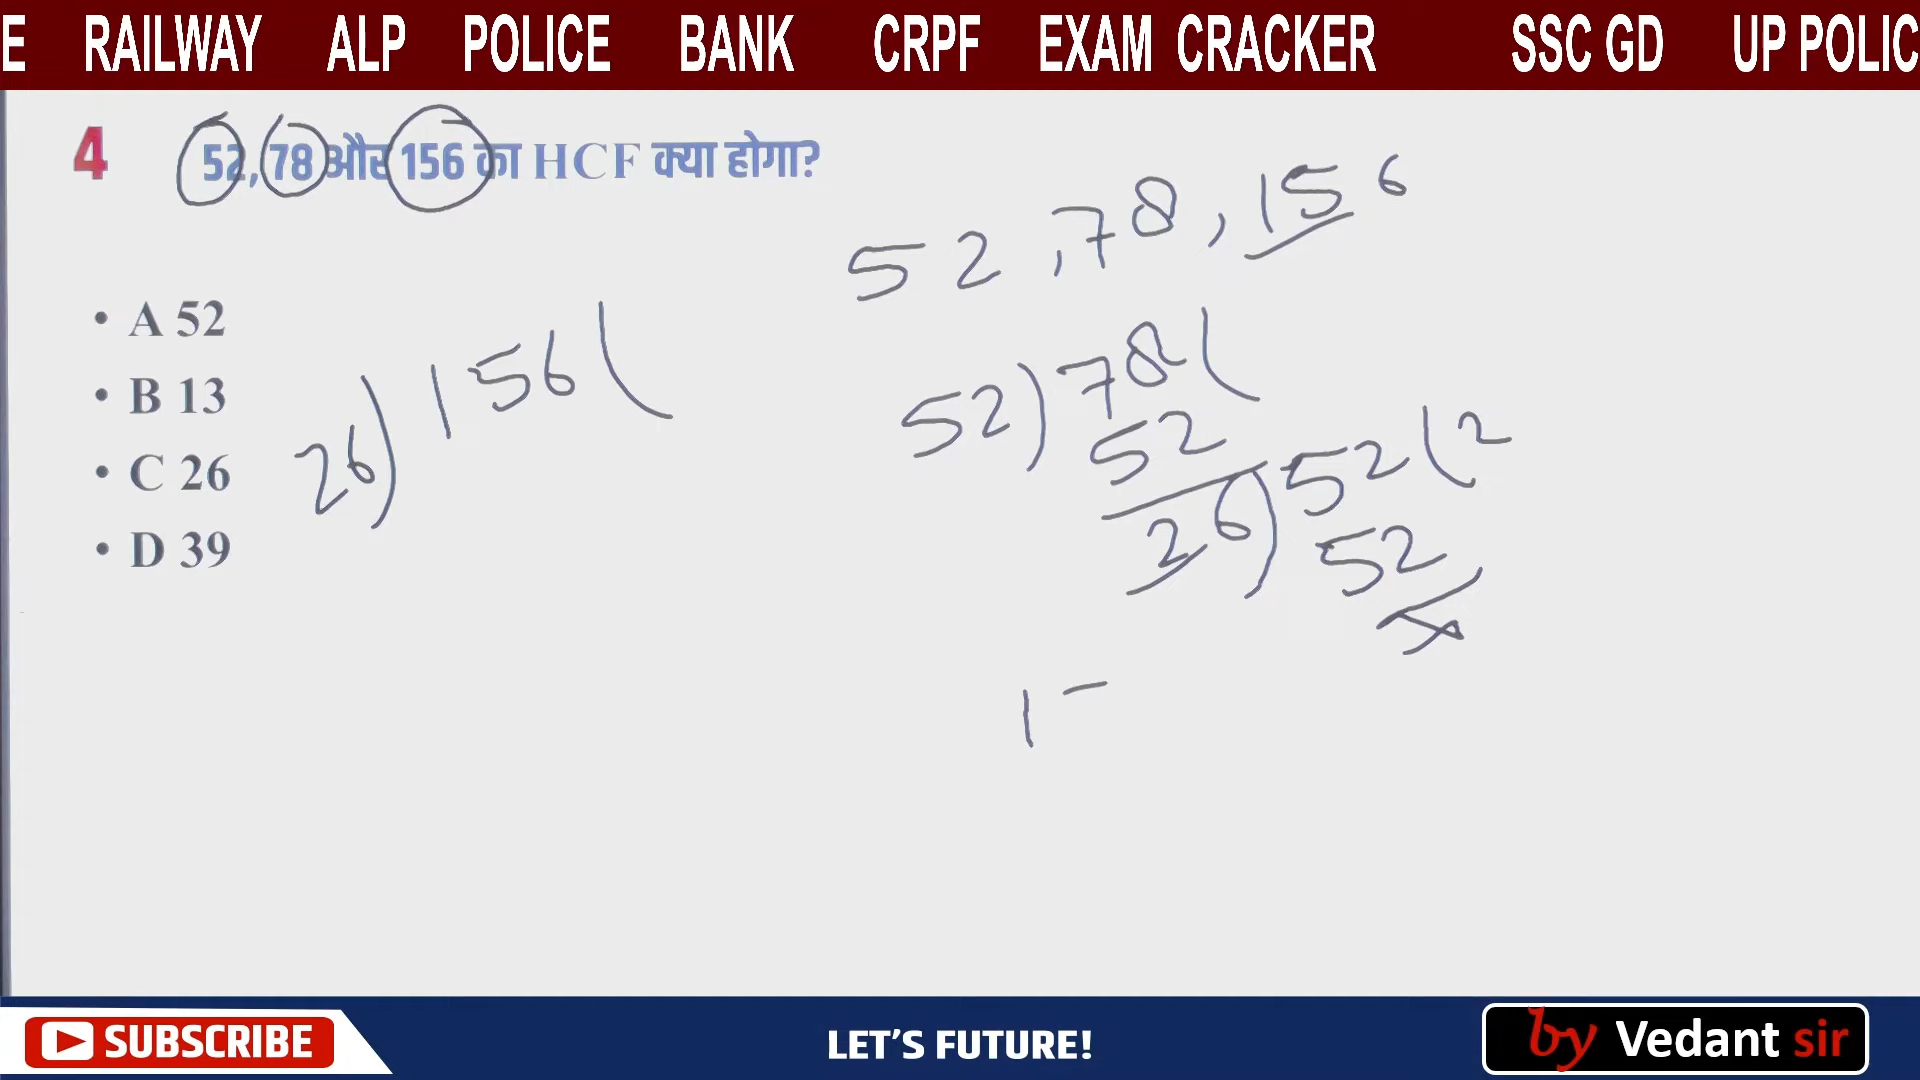 E RAILWAY ALP POLICE BANK CRPF EXAM CRACKER SSC GD UP POLIC
4 52, 78 और 156 का HCF क्या होगा?
52, 78, 156
• A 52
• B 13
• C 26
• D 39
26) 156 (
52) 78 (
52
26) 52 ( 2
52
×
1
SUBSCRIBE
LET'S FUTURE!
by Vedant sir